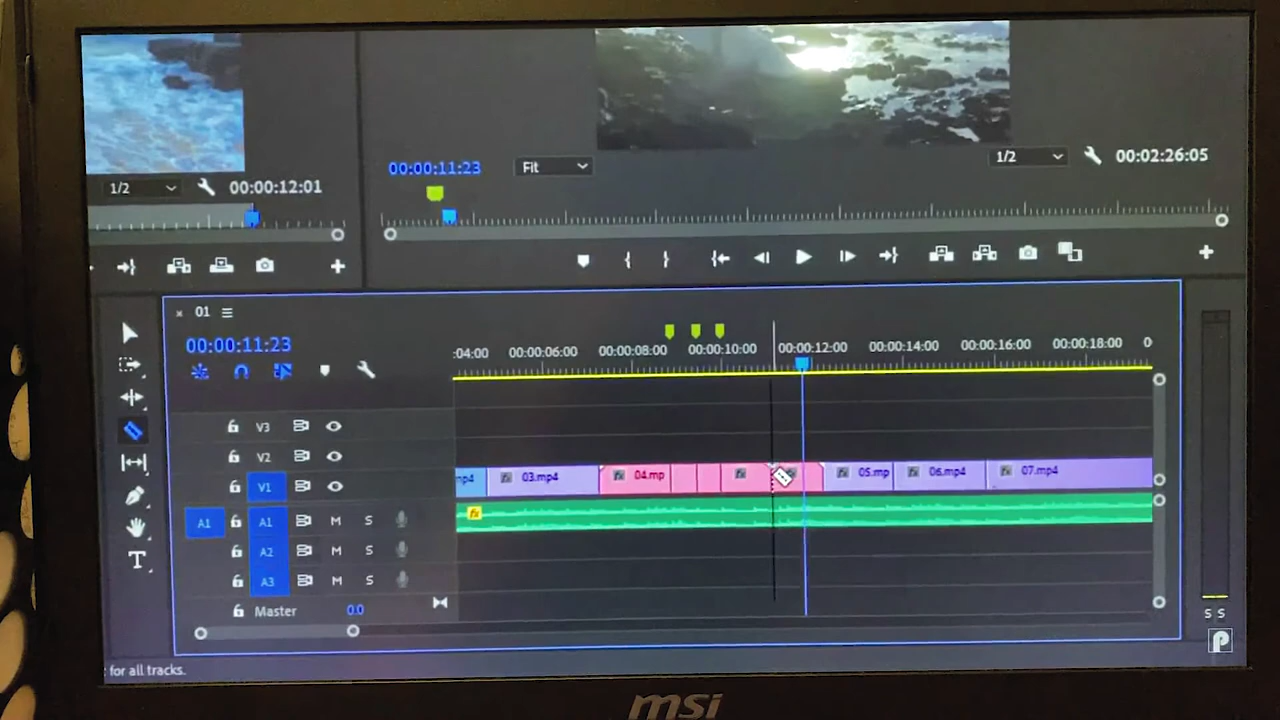 1/2
00:00:12:01
00:00:11:23
Fit
1/2
00:02:26:05
01
00:00:11:23
:04:00
00:00:06:00
00:00:08:00
00:00:10:00
00:00:12:00
00:00:14:00
00:00:16:00
00:00:18:00
0
V3
V2
V1
mp4
03.mp4
04.mp
fx
05.mp
06.mp4
07.mp4
A1
A1
M
S
fx
A2
M
S
A3
M
S
Master
0.0
S S
for all tracks.
msi